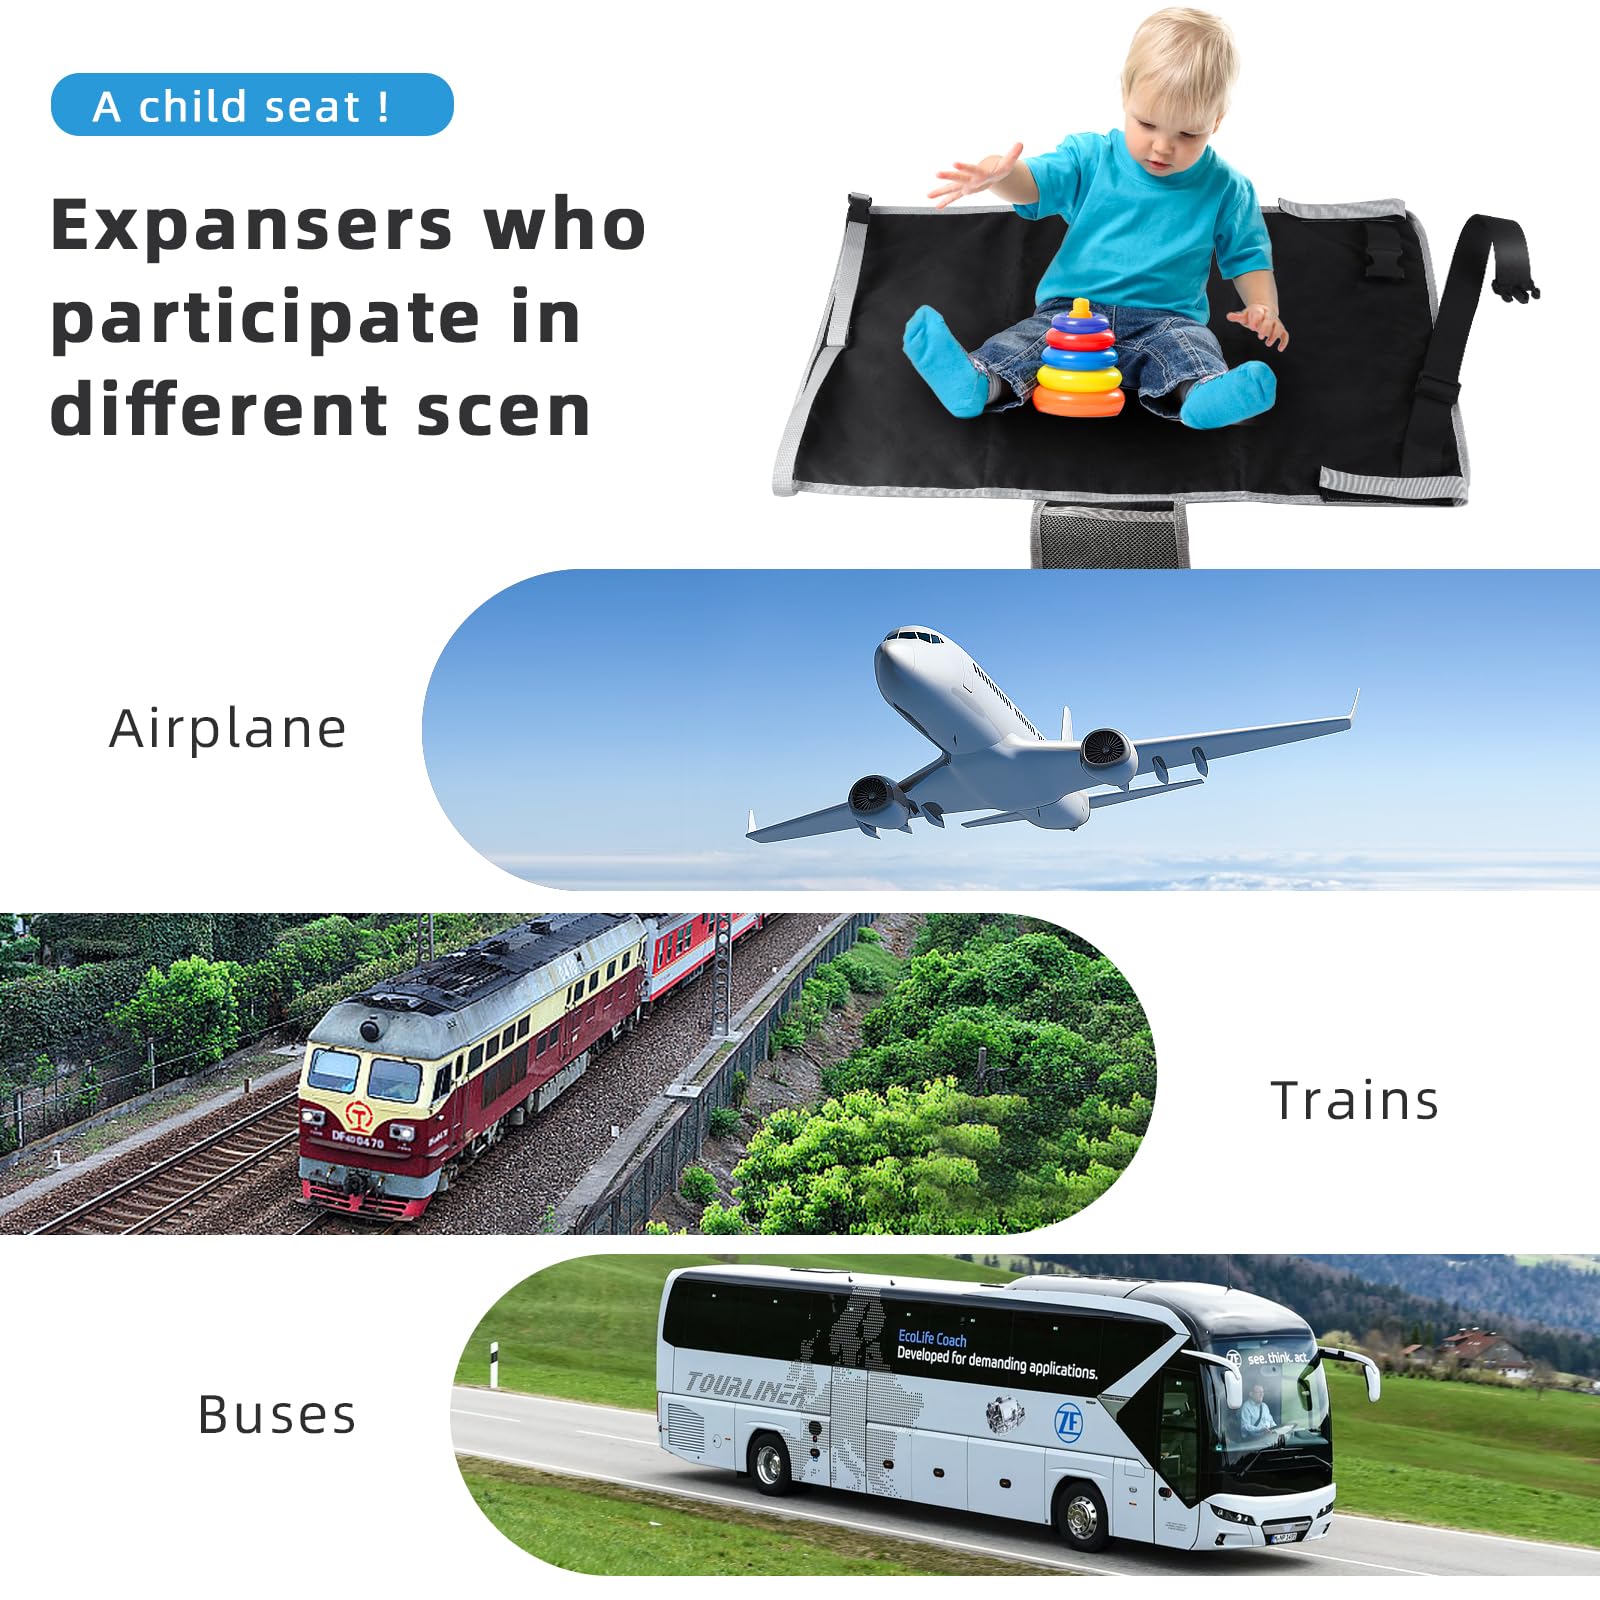 A child seat !
Expansers who
participate in
different scen
Airplane
Trains
DF4D 0470
Buses
EcoLife Coach
Developed for demanding applications.
TOURLINER
ZF
ZF see. think. act.